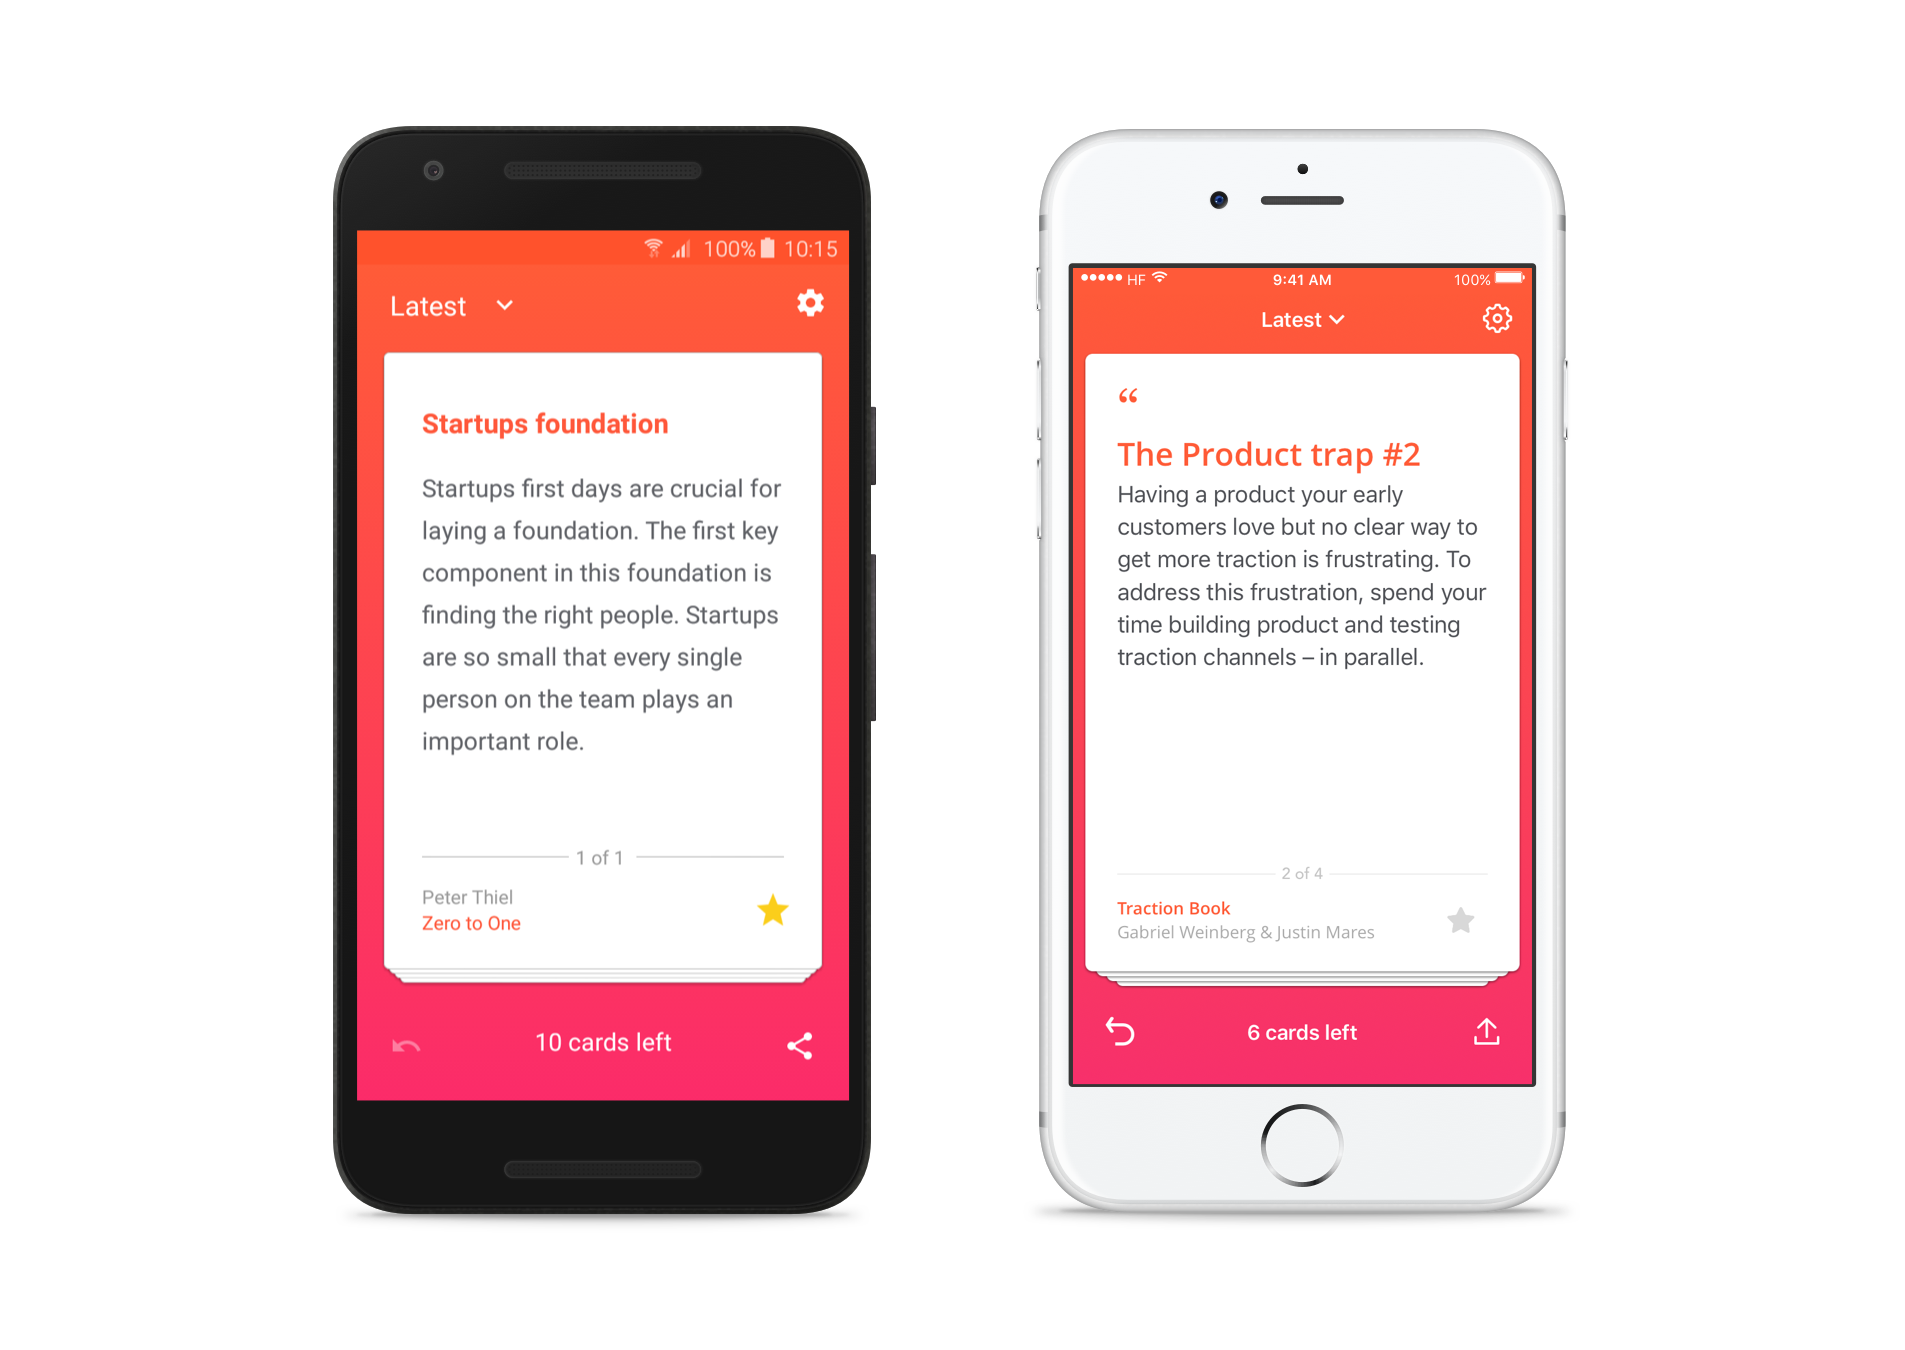 100% 10:15
Latest
Startups foundation
Startups first days are crucial for
laying a foundation. The first key
component in this foundation is
finding the right people. Startups
are so small that every single
person on the team plays an
important role.
1 of 1
Peter Thiel
Zero to One
10 cards left
HF 9:41 AM 100%
Latest
“
The Product trap #2
Having a product your early
customers love but no clear way to
get more traction is frustrating. To
address this frustration, spend your
time building product and testing
traction channels – in parallel.
2 of 4
Traction Book
Gabriel Weinberg & Justin Mares
6 cards left